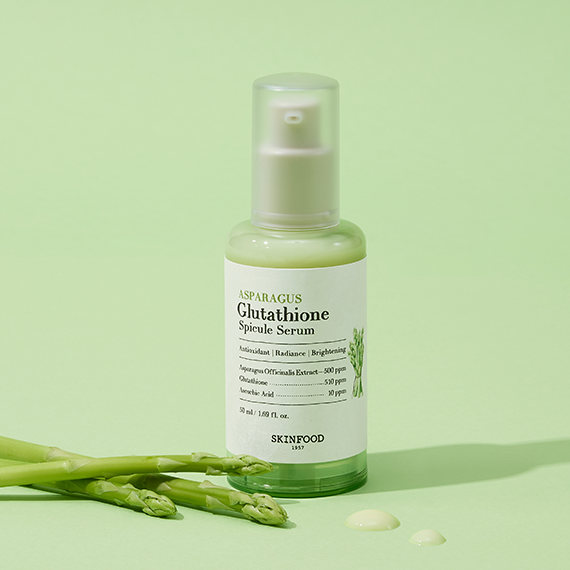 ASPARAGUS
Glutathione
Spicule Serum
Antioxidant | Radiance | Brightening
Asparagus Officinalis Extract—500 ppm
Glutathione ..................... 510 ppm
Ascorbic Acid .................. 10 ppm
50 ml / 1.69 fl. oz.
SKINFOOD
1957